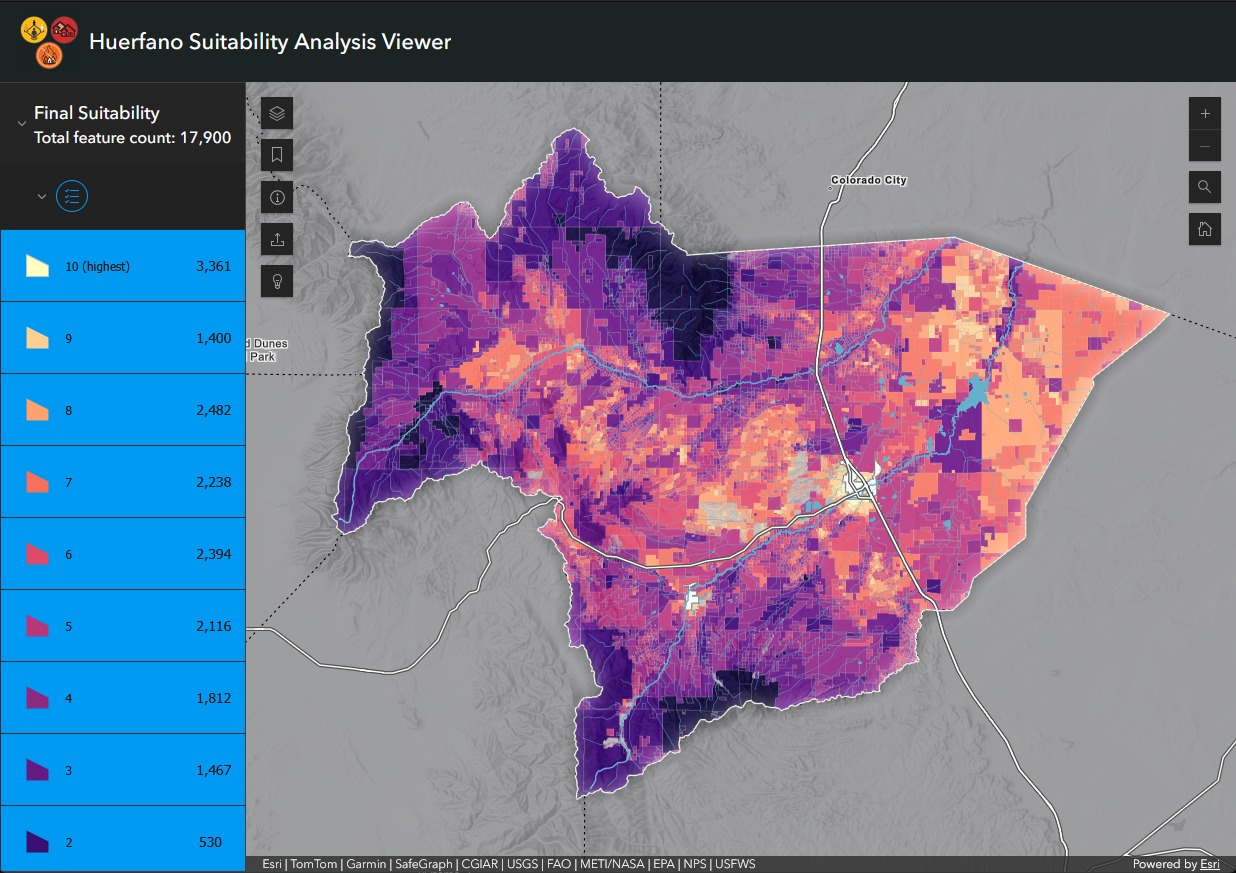 Huerfano Suitability Analysis Viewer
Final Suitability
Total feature count: 17,900
10 (highest) 3,361
9 1,400
8 2,482
7 2,238
6 2,394
5 2,116
4 1,812
3 1,467
2 530
Colorado City
d Dunes
Park
Esri | TomTom | Garmin | SafeGraph | CGIAR | USGS | FAO | METI/NASA | EPA | NPS | USFWS
Powered by Esri